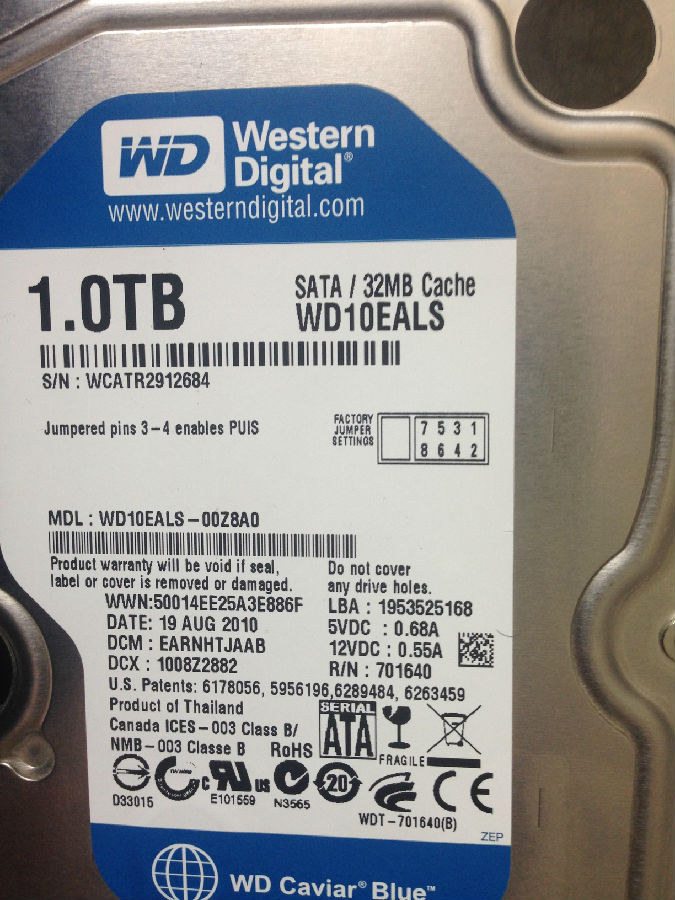 WD Western
Digital®
www.westerndigital.com
1.0TB
SATA / 32MB Cache
WD10EALS
S/N : WCATR2912684
Jumpered pins 3-4 enables PUIS
FACTORY
JUMPER
SETTINGS
7 5 3 1
8 6 4 2
MDL : WD10EALS-00Z8A0
Product warranty will be void if seal,
label or cover is removed or damaged.
Do not cover
any drive holes.
WWN:50014EE25A3E886F
DATE: 19 AUG 2010
DCM : EARNHTJAAB
DCX : 1008Z2882
LBA : 1953525168
5VDC : 0.68A
12VDC : 0.55A
R/N : 701640
U.S. Patents: 6178056, 5956196,6289484, 6263459
Product of Thailand
Canada ICES-003 Class B/
NMB-003 Classe B RoHS
SERIAL
ATA
FRAGILE
D33015
c US
E101559
N3565
20
CE
WDT-701640(B)
ZEP
WD Caviar® Blue™